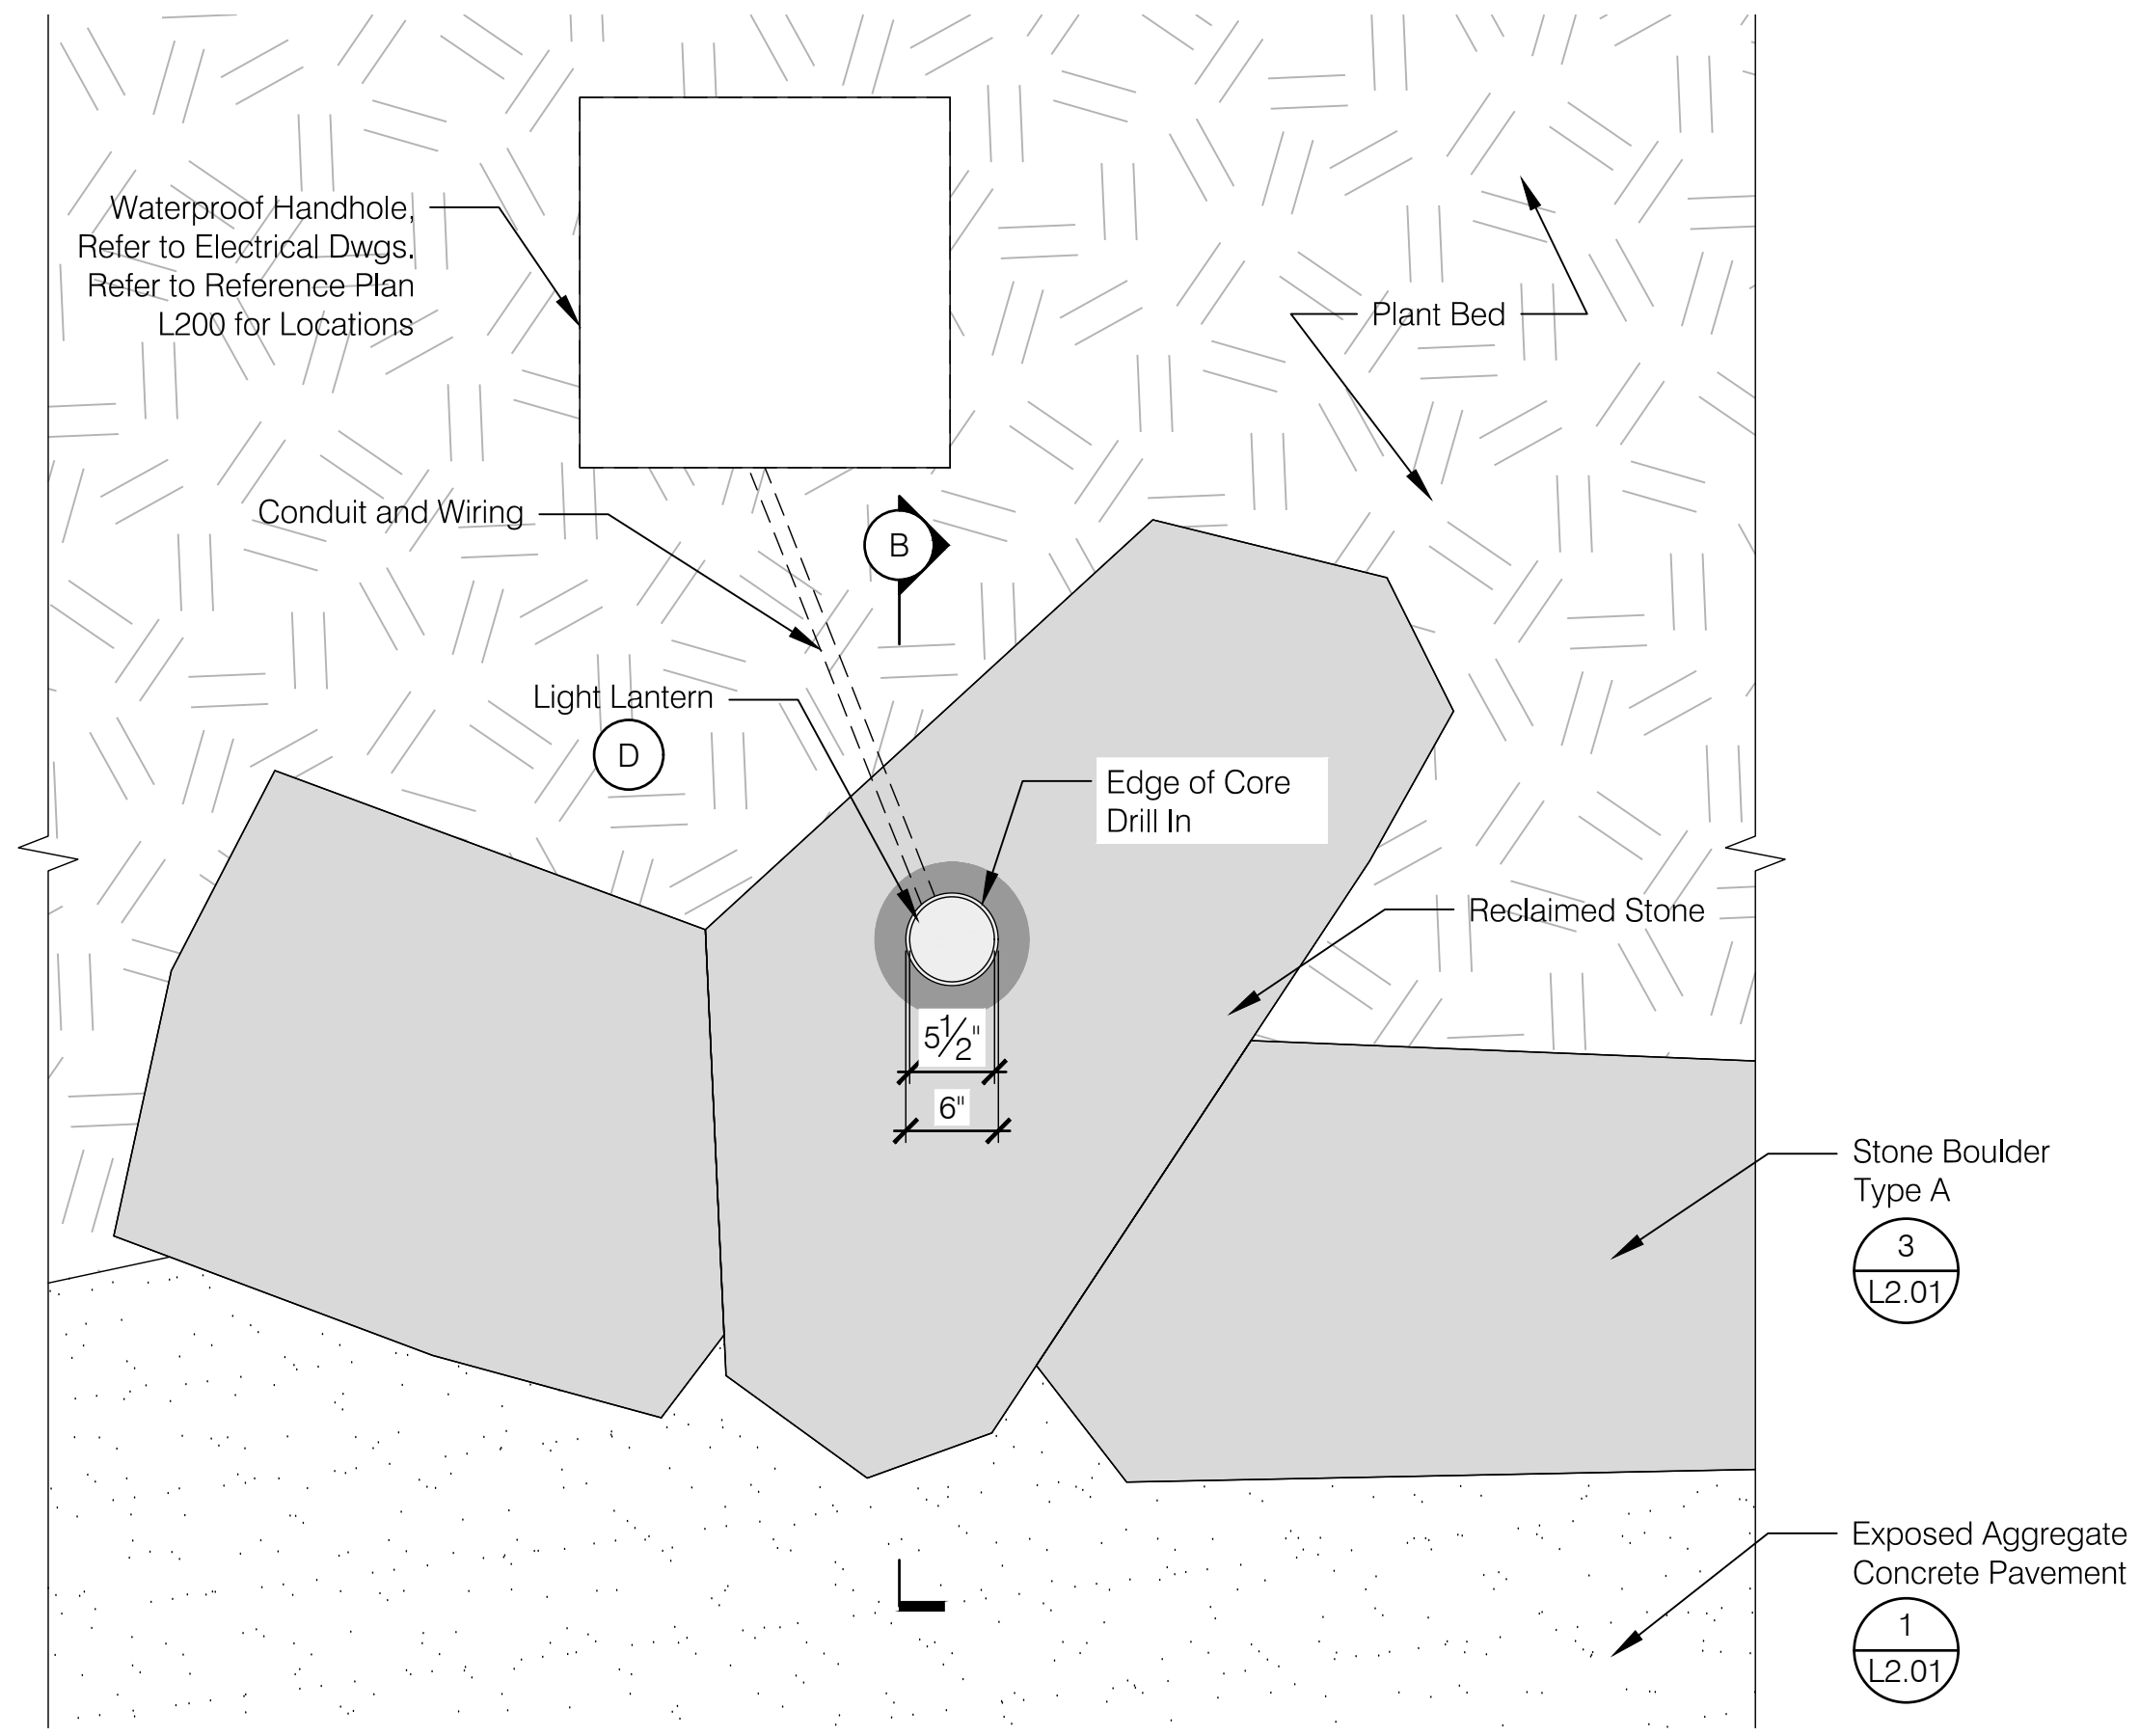 Waterproof Handhole,
Refer to Electrical Dwgs.
Refer to Reference Plan
L200 for Locations
Plant Bed
Conduit and Wiring
B
Light Lantern
D
Edge of Core
Drill In
Reclaimed Stone
5½"
6"
Stone Boulder
Type A
3
L2.01
Exposed Aggregate
Concrete Pavement
1
L2.01